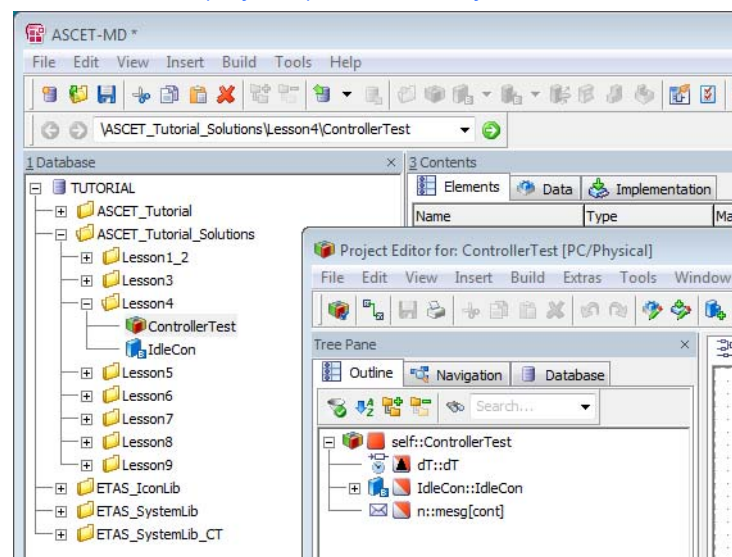 ASCET-MD *
File Edit View Insert Build Tools Help
\ASCET_Tutorial_Solutions\Lesson4\ControllerTest
1 Database
3 Contents
TUTORIAL
ASCET_Tutorial
ASCET_Tutorial_Solutions
Lesson1_2
Lesson3
Lesson4
ControllerTest
IdleCon
Lesson5
Lesson6
Lesson7
Lesson8
Lesson9
ETAS_IconLib
ETAS_SystemLib
ETAS_SystemLib_CT
Elements Data Implementation
Name Type Ma
Project Editor for: ControllerTest [PC/Physical]
File Edit View Insert Build Extras Tools Window
Tree Pane
Outline Navigation Database
Search...
self::ControllerTest
dT::dT
IdleCon::IdleCon
n::mesg[cont]